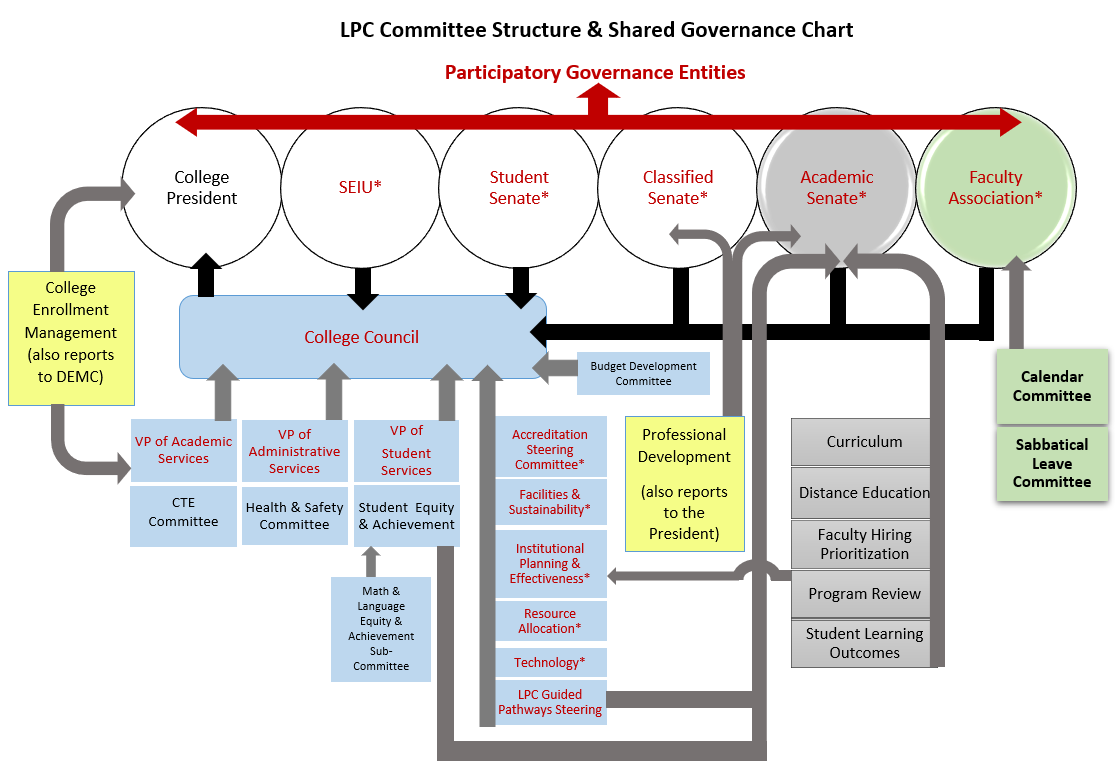 LPC Committee Structure & Shared Governance Chart
Participatory Governance Entities
College
President
SEIU*
Student
Senate*
Classified
Senate*
Academic
Senate*
Faculty
Association*
College
Enrollment
Management
(also reports
to DEMC)
College Council
Budget Development
Committee
Calendar
Committee
Sabbatical
Leave
Committee
VP of Academic
Services
VP of
Administrative
Services
VP of
Student
Services
CTE
Committee
Health & Safety
Committee
Student Equity
& Achievement
Math &
Language
Equity &
Achievement
Sub-
Committee
Accreditation
Steering
Committee*
Facilities &
Sustainability*
Institutional
Planning &
Effectiveness*
Resource
Allocation*
Technology*
LPC Guided
Pathways Steering
Professional
Development
(also reports
to the
President)
Curriculum
Distance Education
Faculty Hiring
Prioritization
Program Review
Student Learning
Outcomes